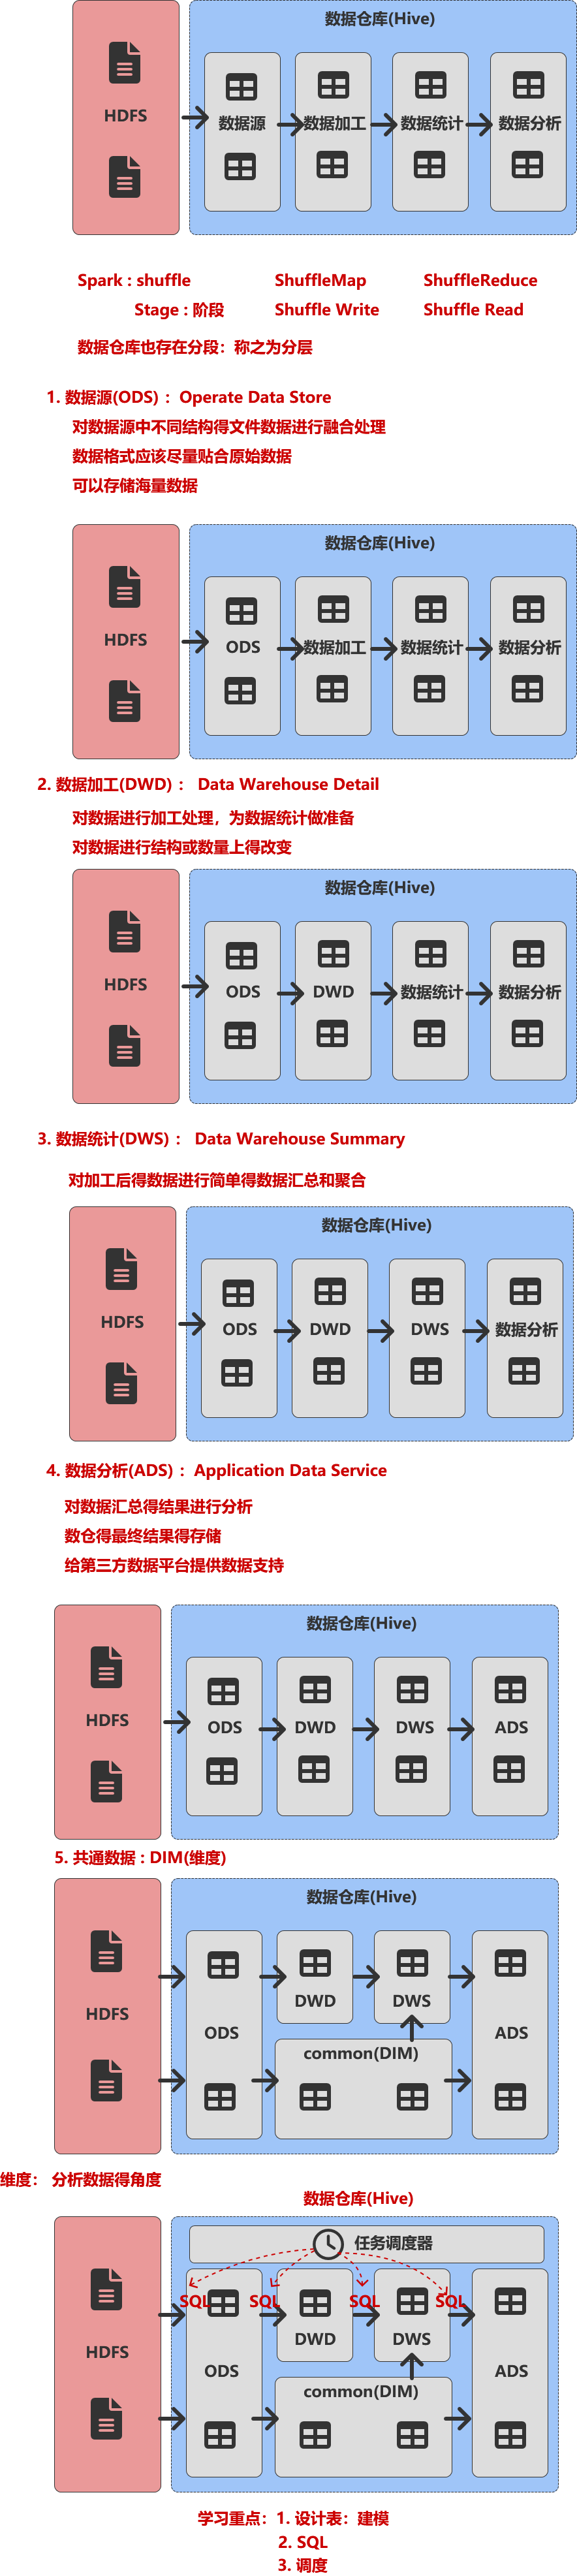 数据仓库(Hive)
HDFS
数据源
数据加工
数据统计
数据分析
Spark : shuffle ShuffleMap ShuffleReduce
Stage : 阶段 Shuffle Write Shuffle Read
数据仓库也存在分段：称之为分层
1. 数据源(ODS) ：Operate Data Store
对数据源中不同结构得文件数据进行融合处理
数据格式应该尽量贴合原始数据
可以存储海量数据
数据仓库(Hive)
HDFS
ODS
数据加工
数据统计
数据分析
2. 数据加工(DWD) ： Data Warehouse Detail
对数据进行加工处理，为数据统计做准备
对数据进行结构或数量上得改变
数据仓库(Hive)
HDFS
ODS
DWD
数据统计
数据分析
3. 数据统计(DWS) ： Data Warehouse Summary
对加工后得数据进行简单得数据汇总和聚合
数据仓库(Hive)
HDFS
ODS
DWD
DWS
数据分析
4. 数据分析(ADS) ：Application Data Service
对数据汇总得结果进行分析
数仓得最终结果得存储
给第三方数据平台提供数据支持
数据仓库(Hive)
HDFS
ODS
DWD
DWS
ADS
5. 共通数据 : DIM(维度)
数据仓库(Hive)
HDFS
ODS
DWD
DWS
ADS
common(DIM)
维度： 分析数据得角度
数据仓库(Hive)
任务调度器
SQL
SQL
SQL
SQL
HDFS
ODS
DWD
DWS
ADS
common(DIM)
学习重点：1. 设计表：建模
2. SQL
3. 调度